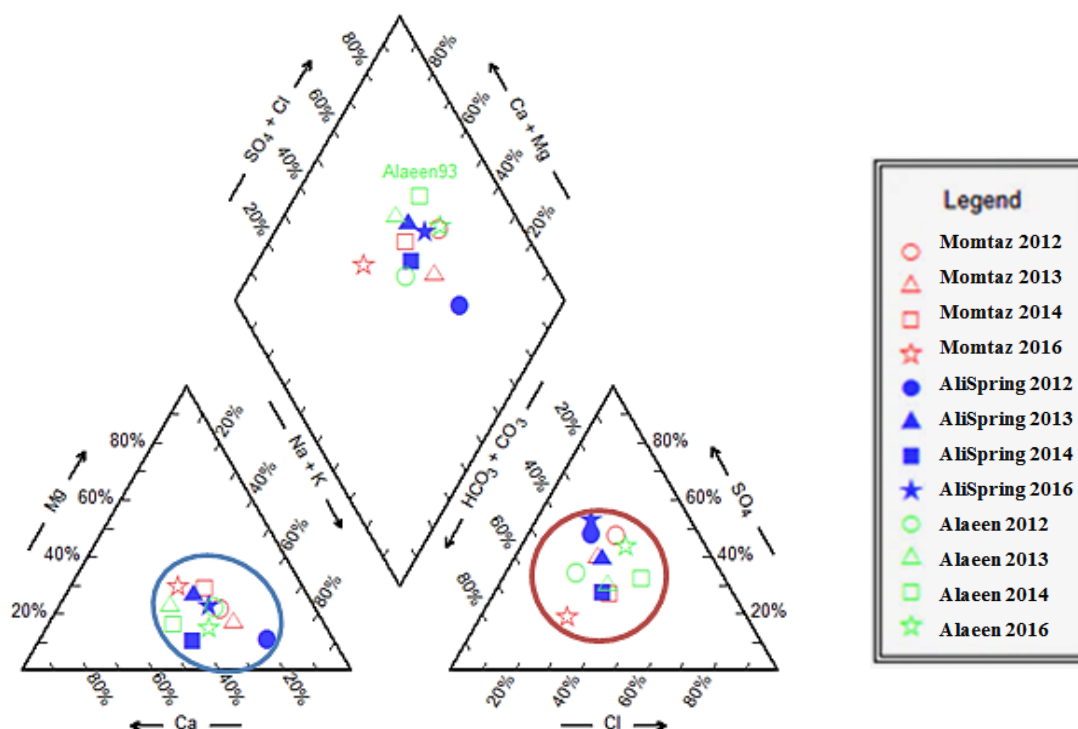 80%
80%
60%
60%
SO₄ + Cl
Ca + Mg
40%
40%
Alaeen93
20%
20%
Mg
80%
60%
40%
20%
20%
40%
60%
80%
Na + K
HCO₃ + CO₃
20%
40%
60%
80%
80%
60%
40%
20%
SO₄
80%
60%
40%
20%
Ca
20%
40%
60%
80%
Cl
Legend
Momtaz 2012
Momtaz 2013
Momtaz 2014
Momtaz 2016
AliSpring 2012
AliSpring 2013
AliSpring 2014
AliSpring 2016
Alaeen 2012
Alaeen 2013
Alaeen 2014
Alaeen 2016